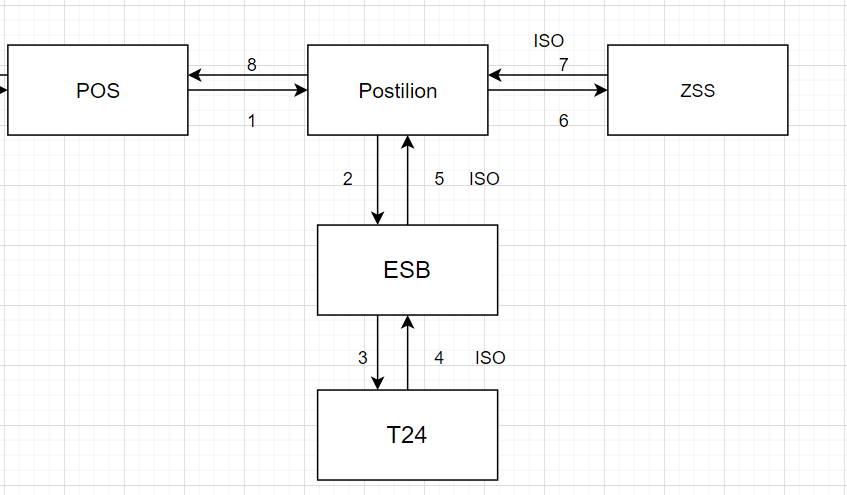 ISO
8
7
POS
Postilion
ZSS
1
6
2
5
ISO
ESB
3
4
ISO
T24